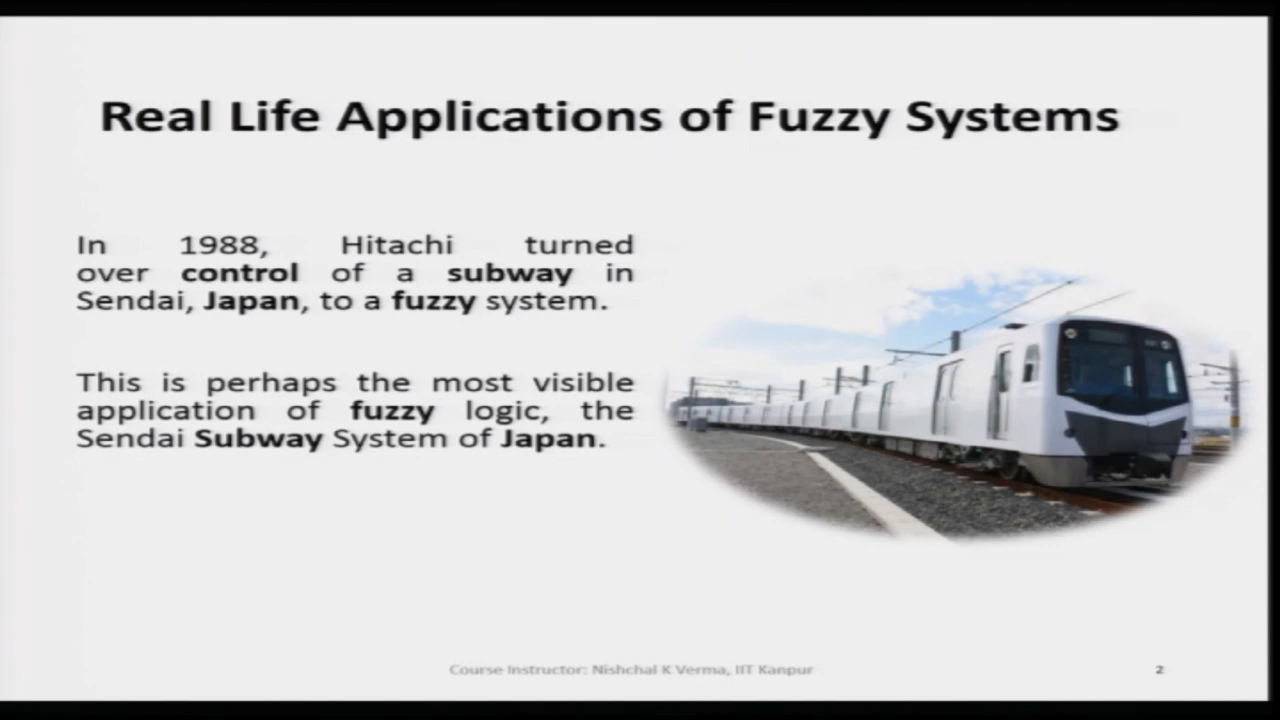 Real Life Applications of Fuzzy Systems
In 1988, Hitachi turned
over control of a subway in
Sendai, Japan, to a fuzzy system.
This is perhaps the most visible
application of fuzzy logic, the
Sendai Subway System of Japan.
Course Instructor: Nishchal K Verma, IIT Kanpur
2